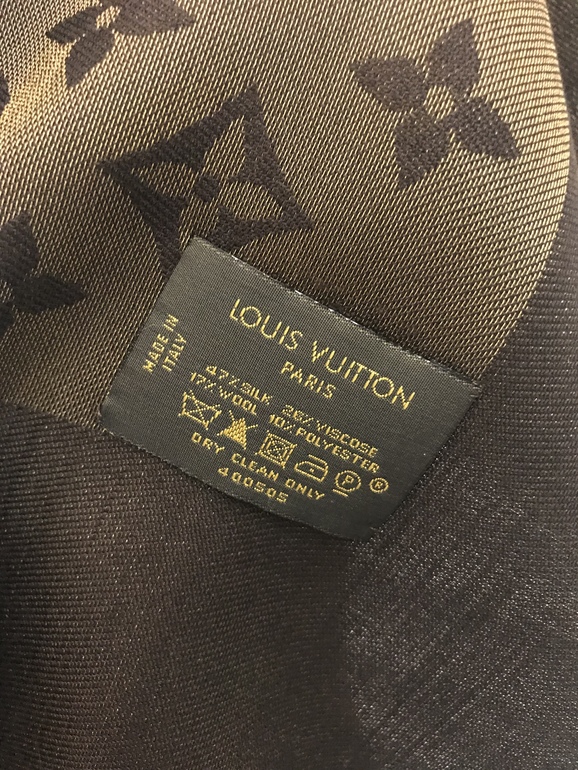 LOUIS VUITTON
PARIS
MADE IN
ITALY
47% SILK 26% VISCOSE
17% WOOL 10% POLYESTER
P ®
DRY CLEAN ONLY
400505